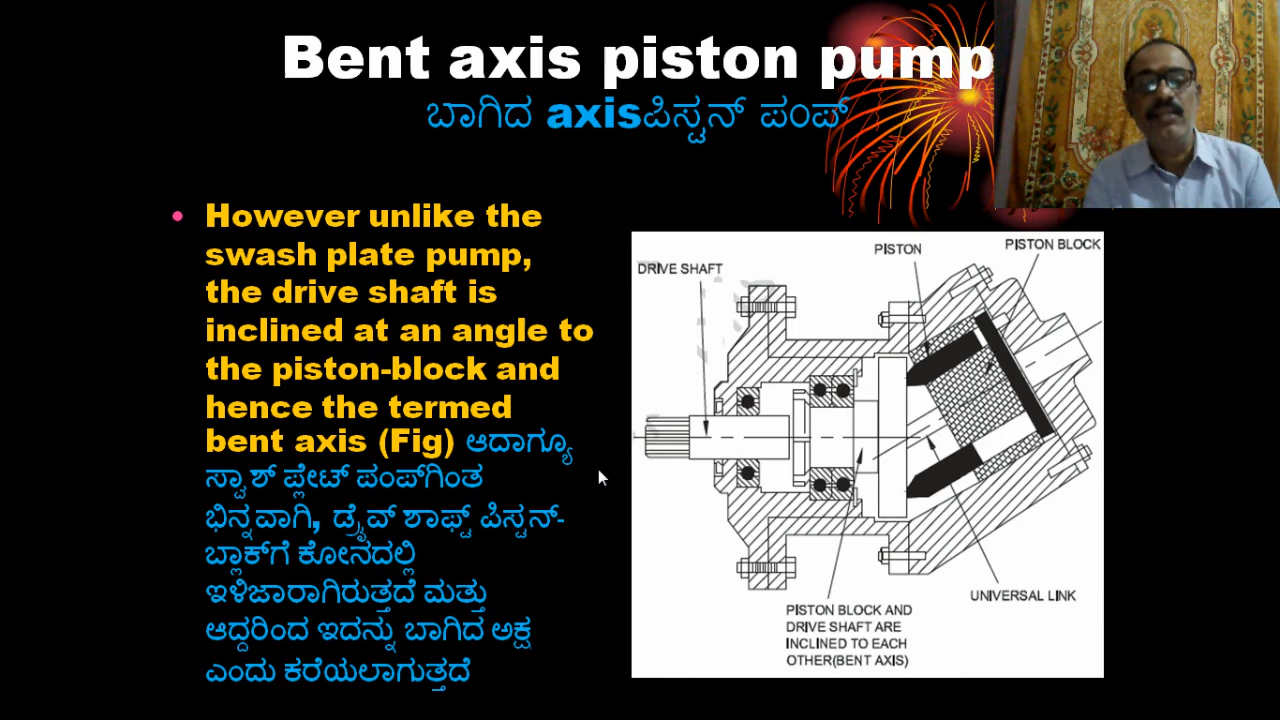 Bent axis piston pump
ಬಾಗಿದ axisಪಿಸ್ಟನ್ ಪಂಪ್
However unlike the
swash plate pump,
the drive shaft is
inclined at an angle to
the piston-block and
hence the termed
bent axis (Fig) ಆದಾಗ್ಯೂ
ಸ್ವಾಶ್ ಪ್ಲೇಟ್ ಪಂಪ್‌ಗಿಂತ
ಭಿನ್ನವಾಗಿ, ಡ್ರೈವ್ ಶಾಫ್ಟ್ ಪಿಸ್ಟನ್-
ಬ್ಲಾಕ್‌ಗೆ ಕೋನದಲ್ಲಿ
ಇಳಿಜಾರಾಗಿರುತ್ತದೆ ಮತ್ತು
ಆದ್ದರಿಂದ ಇದನ್ನು ಬಾಗಿದ ಅಕ್ಷ
ಎಂದು ಕರೆಯಲಾಗುತ್ತದೆ
DRIVE SHAFT
PISTON
PISTON BLOCK
UNIVERSAL LINK
PISTON BLOCK AND
DRIVE SHAFT ARE
INCLINED TO EACH
OTHER(BENT AXIS)